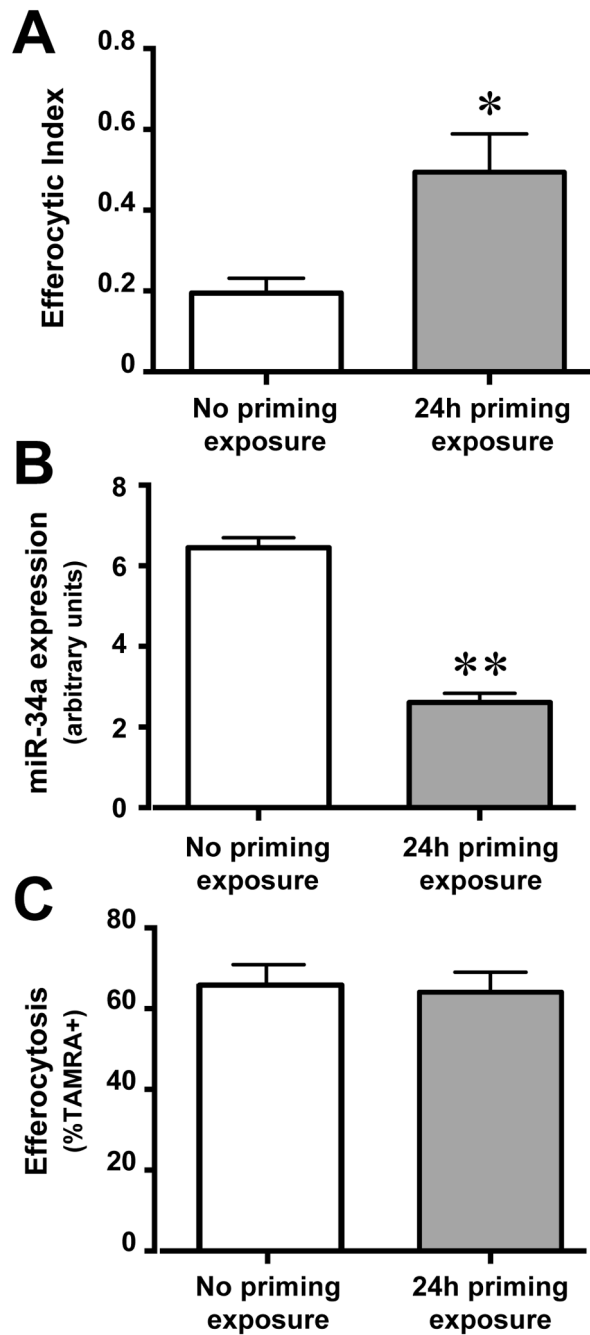 A
Efferocytic Index
0.8
0.6
0.4
0.2
0
*
No priming
exposure
24h priming
exposure
B
miR-34a expression
(arbitrary units)
8
6
4
2
0
**
No priming
exposure
24h priming
exposure
C
Efferocytosis
(%TAMRA+)
80
60
40
20
0
No priming
exposure
24h priming
exposure